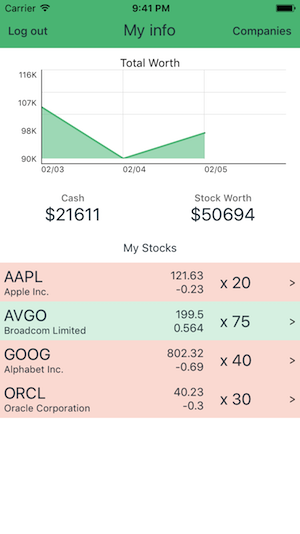 Carrier 9:41 PM
Log out My info Companies
Total Worth
116K
107K
98K
90K
02/03 02/04 02/05
Cash Stock Worth
$21611 $50694
My Stocks
AAPL 121.63 x 20 >
Apple Inc. -0.23
AVGO 199.5 x 75 >
Broadcom Limited 0.564
GOOG 802.32 x 40 >
Alphabet Inc. -0.69
ORCL 40.23 x 30 >
Oracle Corporation -0.3